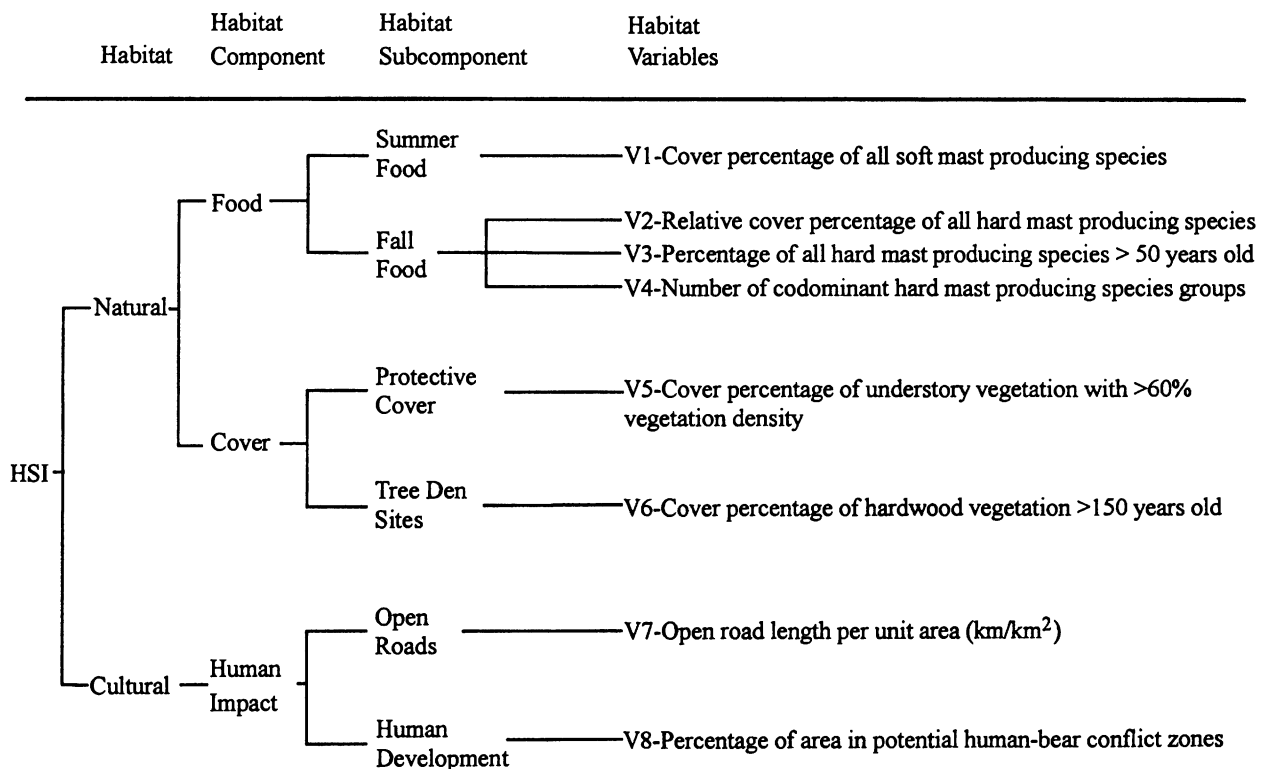 Habitat
Habitat Component
Habitat Subcomponent
Habitat Variables
Summer Food
V1-Cover percentage of all soft mast producing species
Food
Fall Food
V2-Relative cover percentage of all hard mast producing species
V3-Percentage of all hard mast producing species > 50 years old
V4-Number of codominant hard mast producing species groups
Natural
Protective Cover
V5-Cover percentage of understory vegetation with >60%
vegetation density
Cover
HSI
Tree Den Sites
V6-Cover percentage of hardwood vegetation >150 years old
Open Roads
V7-Open road length per unit area (km/km²)
Cultural
Human Impact
Human Development
V8-Percentage of area in potential human-bear conflict zones